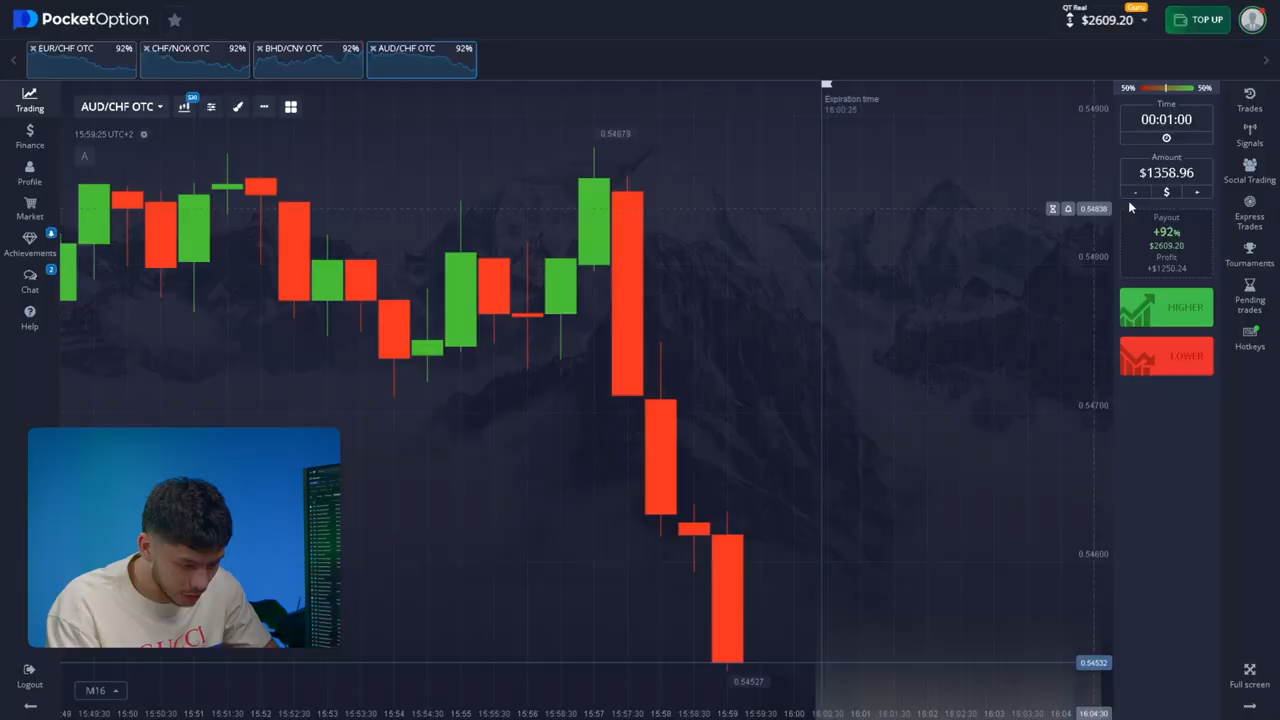 PocketOption
QT Real
Guru
$2609.20
TOP UP
EUR/CHF OTC 92%
CHF/NOK OTC 92%
BHD/CNY OTC 92%
AUD/CHF OTC 92%
Trading
Finance
Profile
Market
Achievements
2
Chat
Help
Logout
AUD/CHF OTC
S30
15:59:25 UTC+2
A
0.54879
Expiration time
16:00:25
0.54900
0.54838
0.54800
0.54700
0.54600
0.54532
0.54527
M16
:49 15:49:30 15:50 15:50:30 15:51 15:51:30 15:52 15:52:30 15:53 15:53:30 15:54 15:54:30 15:55 15:55:30 15:56 15:56:30 15:57 15:57:30 15:58 15:58:30 15:59 15:59:30 16:00 16:00:30 16:01 16:01:30 16:02 16:02:30 16:03 16:03:30 16:04 16:04:30
50% 50%
Time
00:01:00
Amount
$1358.96
- $ +
Payout
+92%
$2609.20
Profit
+$1250.24
HIGHER
LOWER
Trades
Signals
Social Trading
Express
Trades
Tournaments
Pending
trades
Hotkeys
Full screen
GUCCI